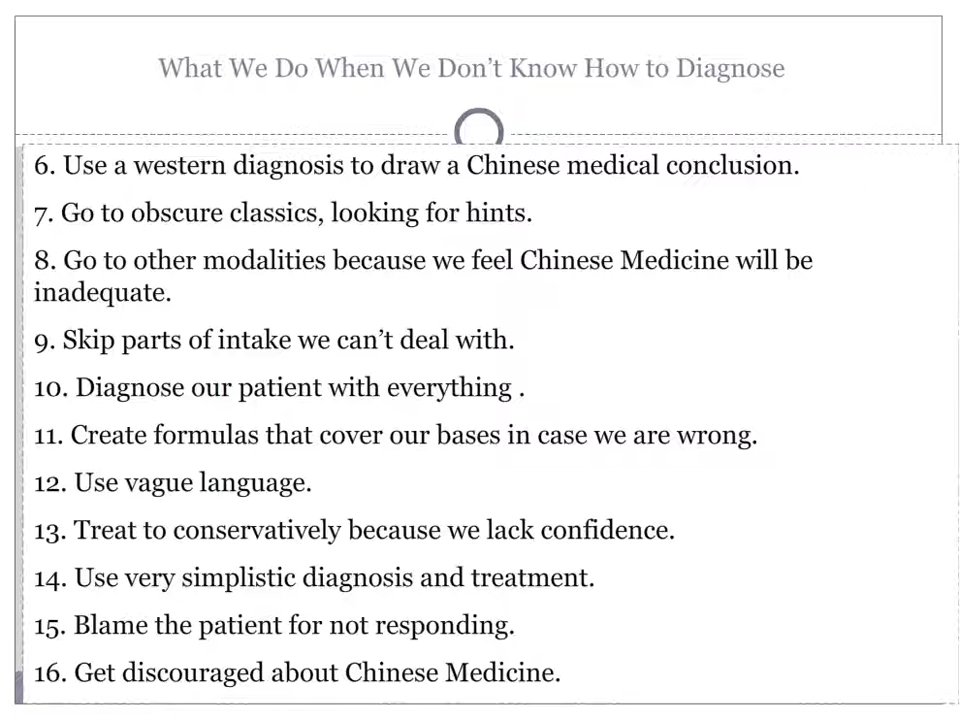 What We Do When We Don’t Know How to Diagnose
6. Use a western diagnosis to draw a Chinese medical conclusion.
7. Go to obscure classics, looking for hints.
8. Go to other modalities because we feel Chinese Medicine will be
inadequate.
9. Skip parts of intake we can’t deal with.
10. Diagnose our patient with everything .
11. Create formulas that cover our bases in case we are wrong.
12. Use vague language.
13. Treat to conservatively because we lack confidence.
14. Use very simplistic diagnosis and treatment.
15. Blame the patient for not responding.
16. Get discouraged about Chinese Medicine.